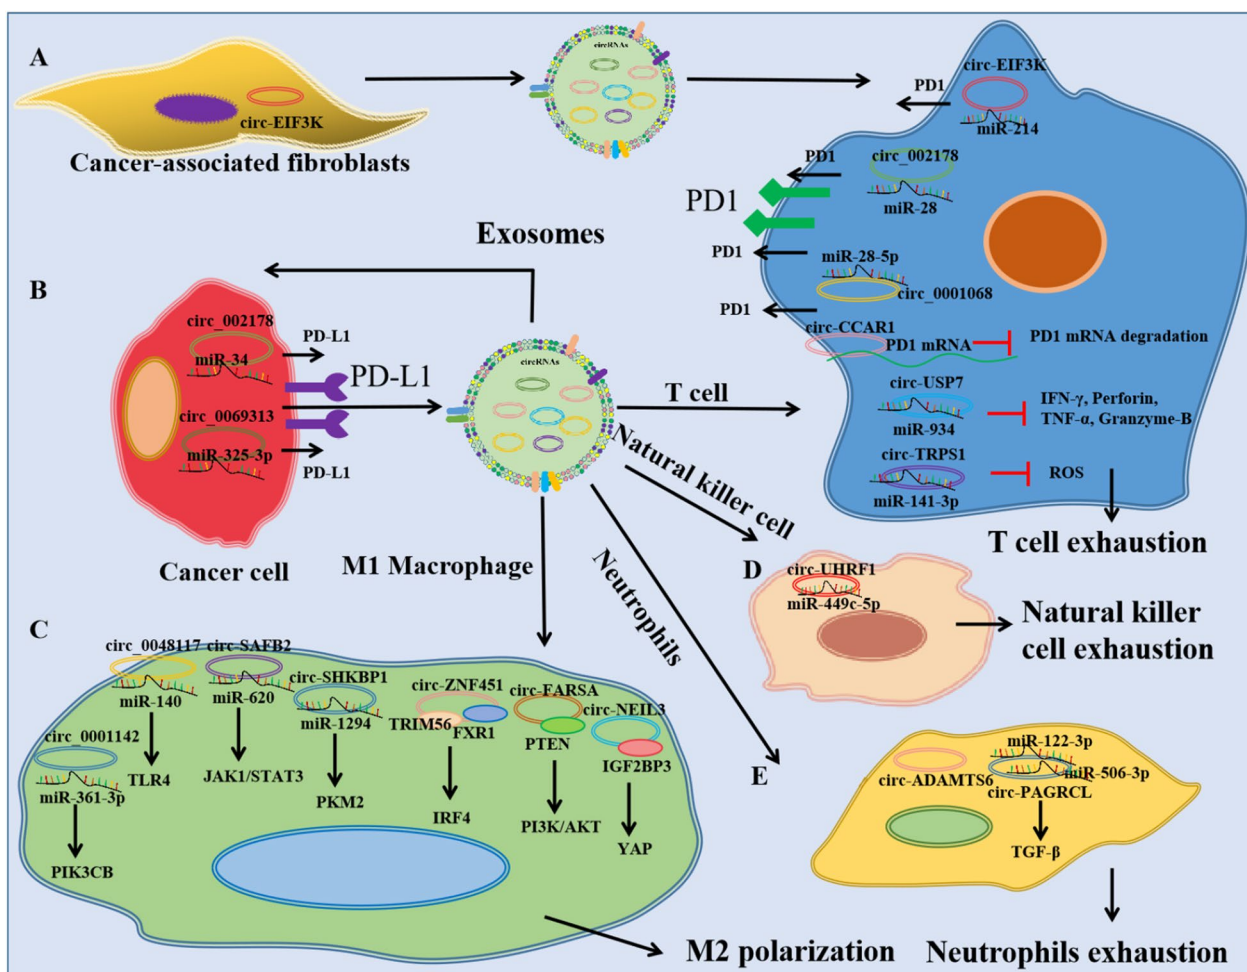 A
circ-EIF3K
Cancer-associated fibroblasts
circRNAs
circ-EIF3K
PD1
miR-214
circ_002178
PD1
miR-28
PD1
Exosomes
PD1
miR-28-5p
circ_0001068
PD1
circ-CCAR1
PD1 mRNA
PD1 mRNA degradation
circ-USP7
miR-934
IFN-γ, Perforin,
TNF-α, Granzyme-B
circ-TRPS1
miR-141-3p
ROS
T cell exhaustion
B
circ_002178
miR-34
PD-L1
PD-L1
circ_0069313
miR-325-3p
PD-L1
Cancer cell
circRNAs
T cell
Natural killer cell
Neutrophils
M1 Macrophage
D
circ-UHRF1
miR-449c-5p
Natural killer
cell exhaustion
C
circ_0048117
miR-140
TLR4
circ-SAFB2
miR-620
JAK1/STAT3
circ-SHKBP1
miR-1294
PKM2
circ-ZNF451
TRIM56
FXR1
IRF4
circ-FARSA
PTEN
PI3K/AKT
circ-NEIL3
IGF2BP3
YAP
circ_0001142
miR-361-3p
PIK3CB
M2 polarization
E
circ-ADAMTS6
miR-122-3p
miR-506-3p
circ-PAGRCL
TGF-β
Neutrophils exhaustion